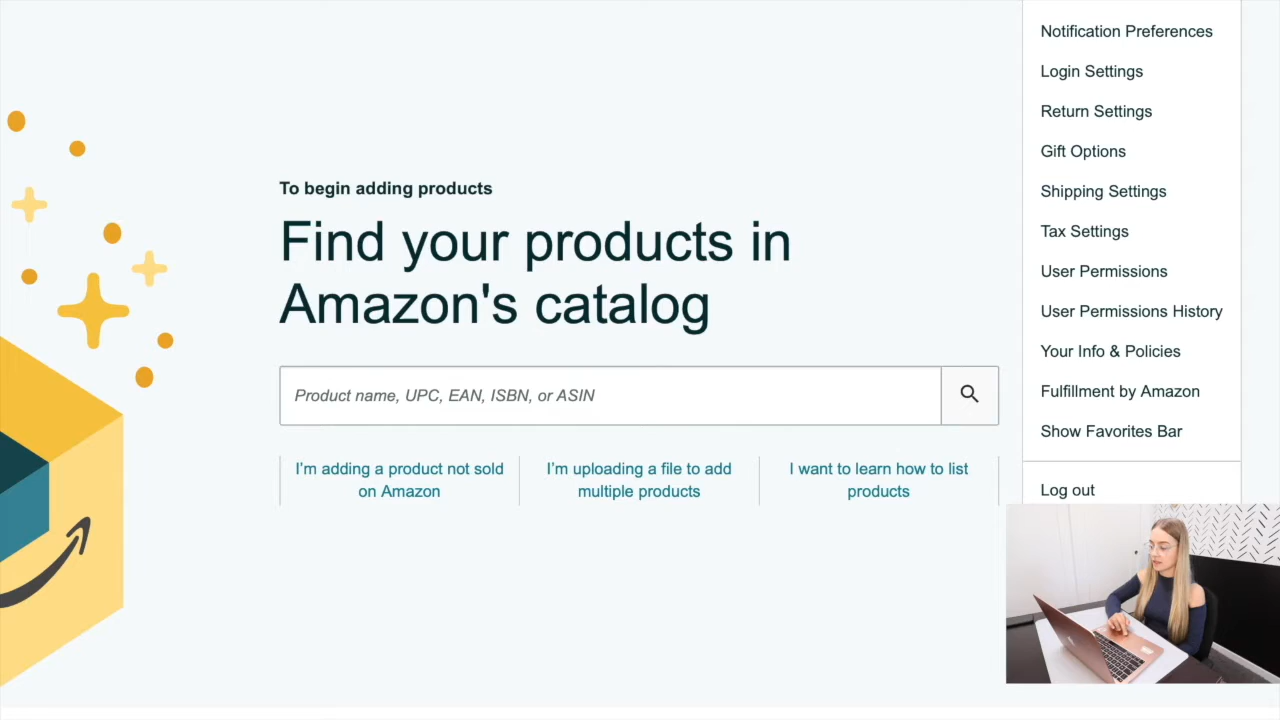 To begin adding products
Find your products in
Amazon's catalog
Product name, UPC, EAN, ISBN, or ASIN
I'm adding a product not sold
on Amazon
I'm uploading a file to add
multiple products
I want to learn how to list
products
Notification Preferences
Login Settings
Return Settings
Gift Options
Shipping Settings
Tax Settings
User Permissions
User Permissions History
Your Info & Policies
Fulfillment by Amazon
Show Favorites Bar
Log out